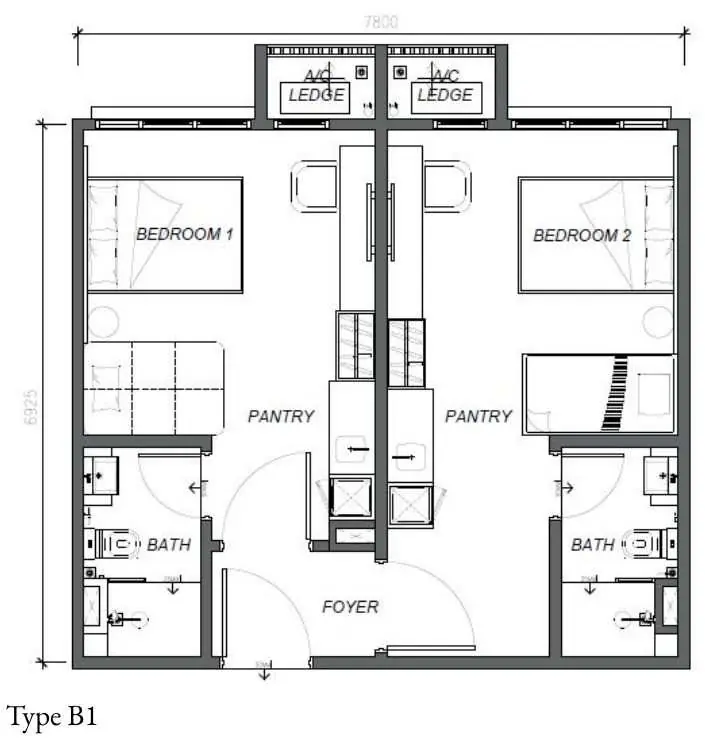 7800
A/C
LEDGE
A/C
LEDGE
BEDROOM 1
BEDROOM 2
6925
PANTRY
PANTRY
BATH
BATH
FOYER
Type B1